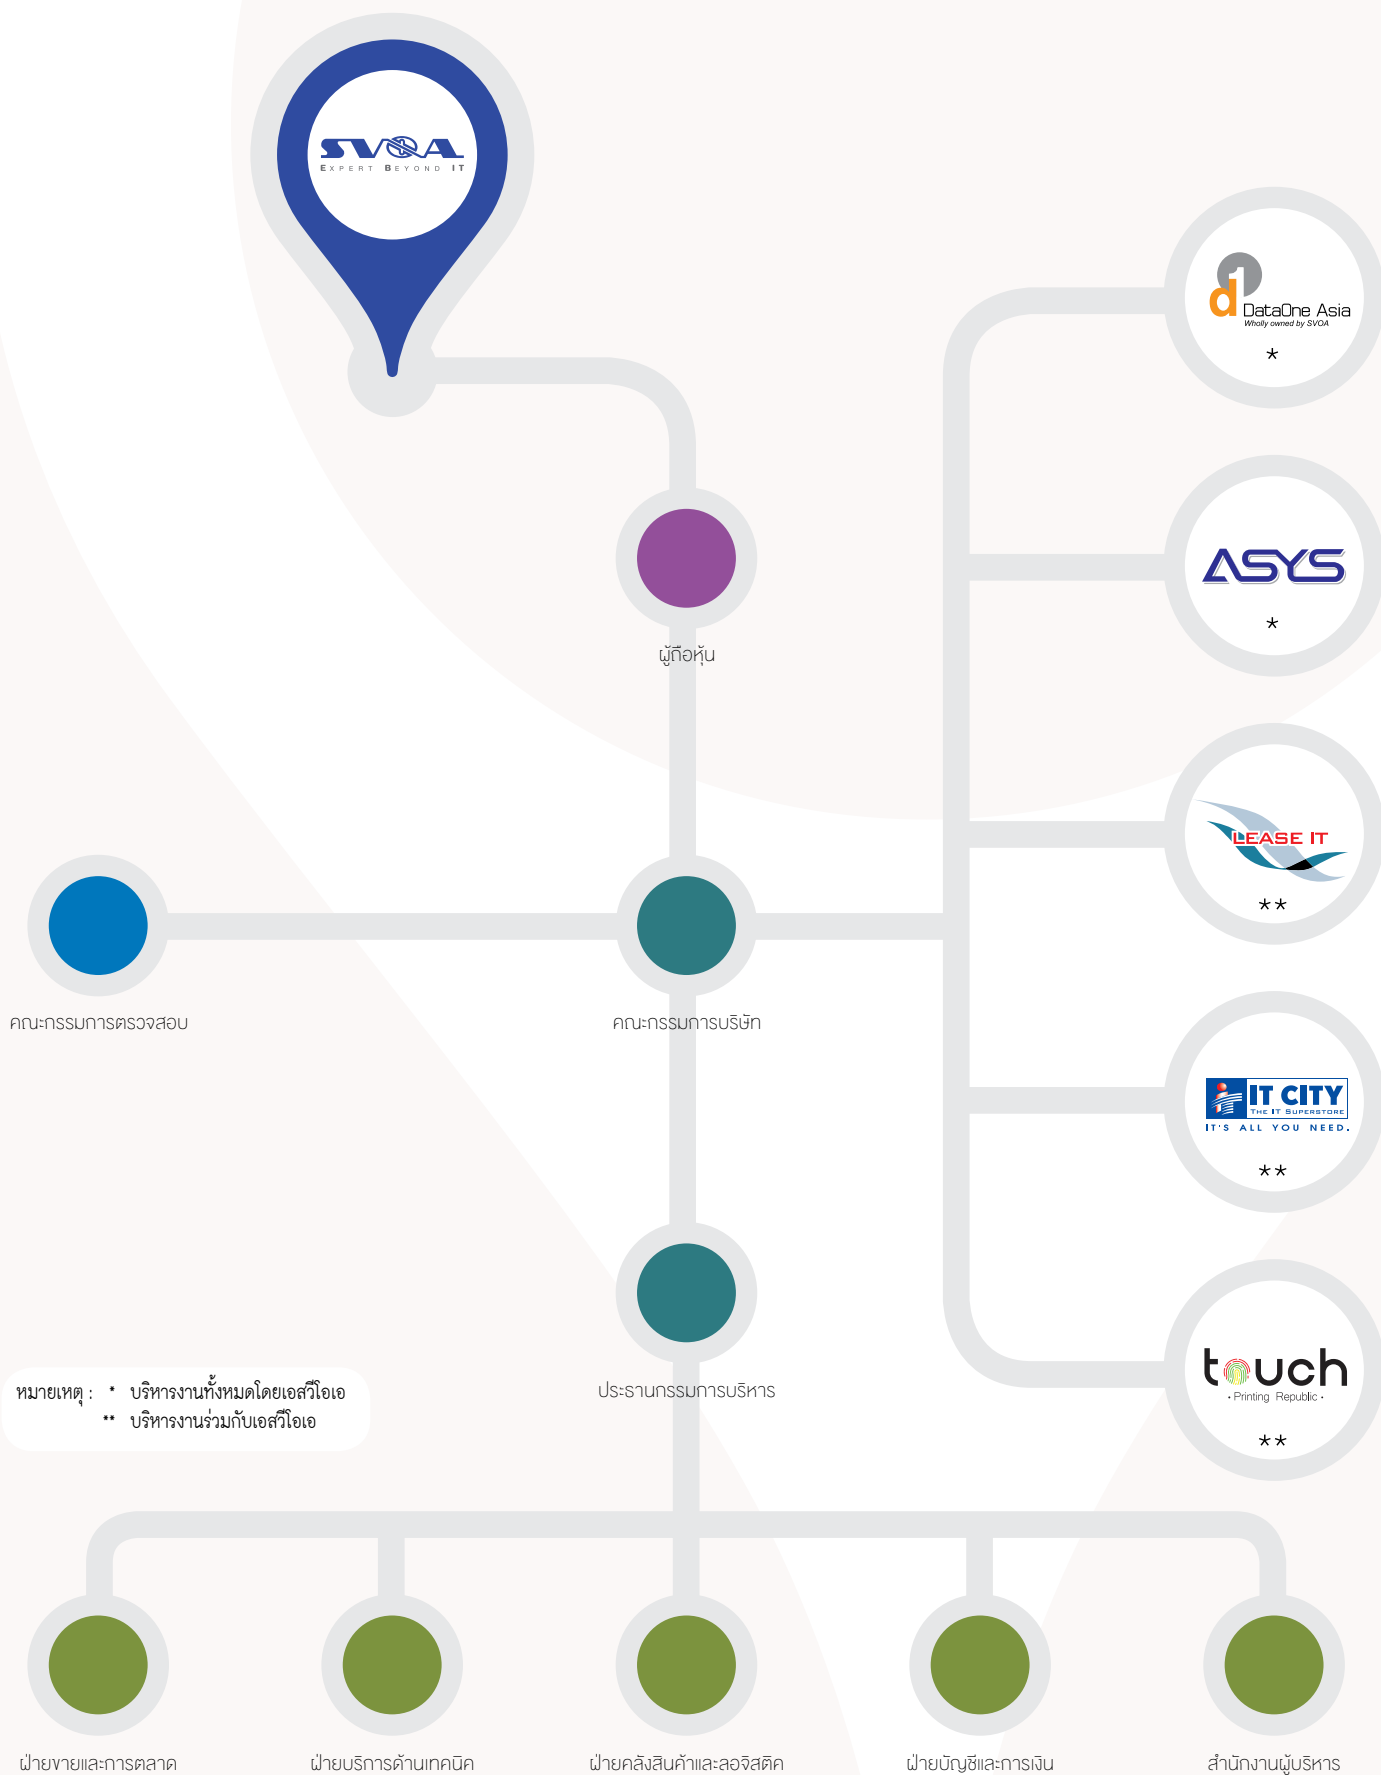 SVOA
EXPERT BEYOND IT
d1
DataOne Asia
Wholly owned by SVOA
*
ASYS
*
ผู้ถือหุ้น
LEASE IT
**
คณะกรรมการตรวจสอบ
คณะกรรมการบริษัท
IT CITY
THE IT SUPERSTORE
IT'S ALL YOU NEED.
**
touch
• Printing Republic •
**
ประธานกรรมการบริหาร
หมายเหตุ : * บริหารงานทั้งหมดโดยเอสวีโอเอ
** บริหารงานร่วมกับเอสวีโอเอ
ฝ่ายขายและการตลาด
ฝ่ายบริการด้านเทคนิค
ฝ่ายคลังสินค้าและลอจิสติค
ฝ่ายบัญชีและการเงิน
สำนักงานผู้บริหาร